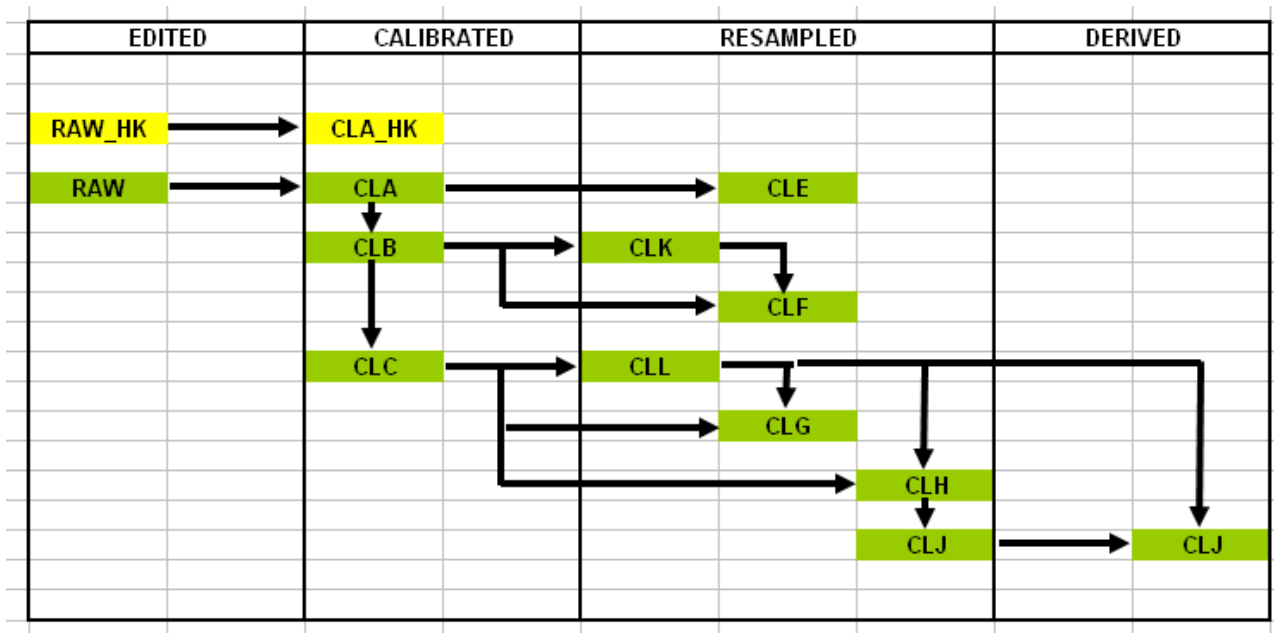 EDITED CALIBRATED RESAMPLED DERIVED
RAW_HK CLA_HK
RAW CLA CLE
CLB CLK
CLF
CLC CLL
CLG
CLH
CLJ CLJ